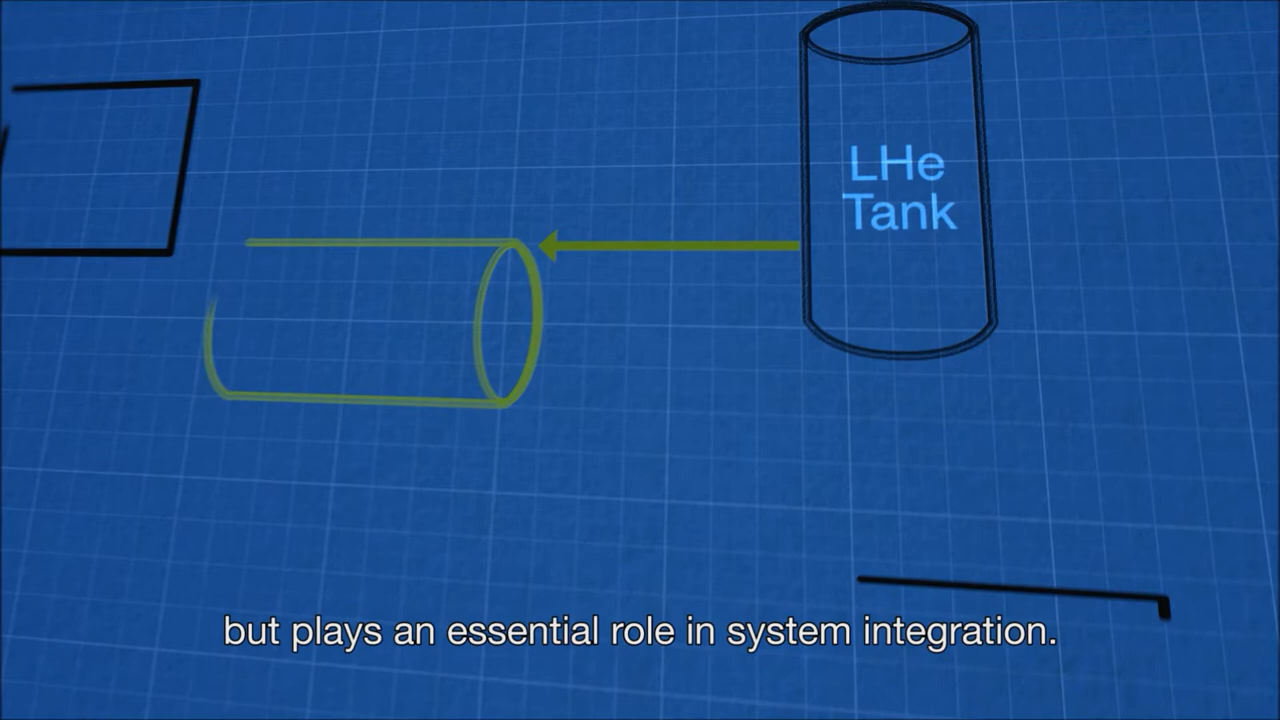 LHe
Tank
but plays an essential role in system integration.